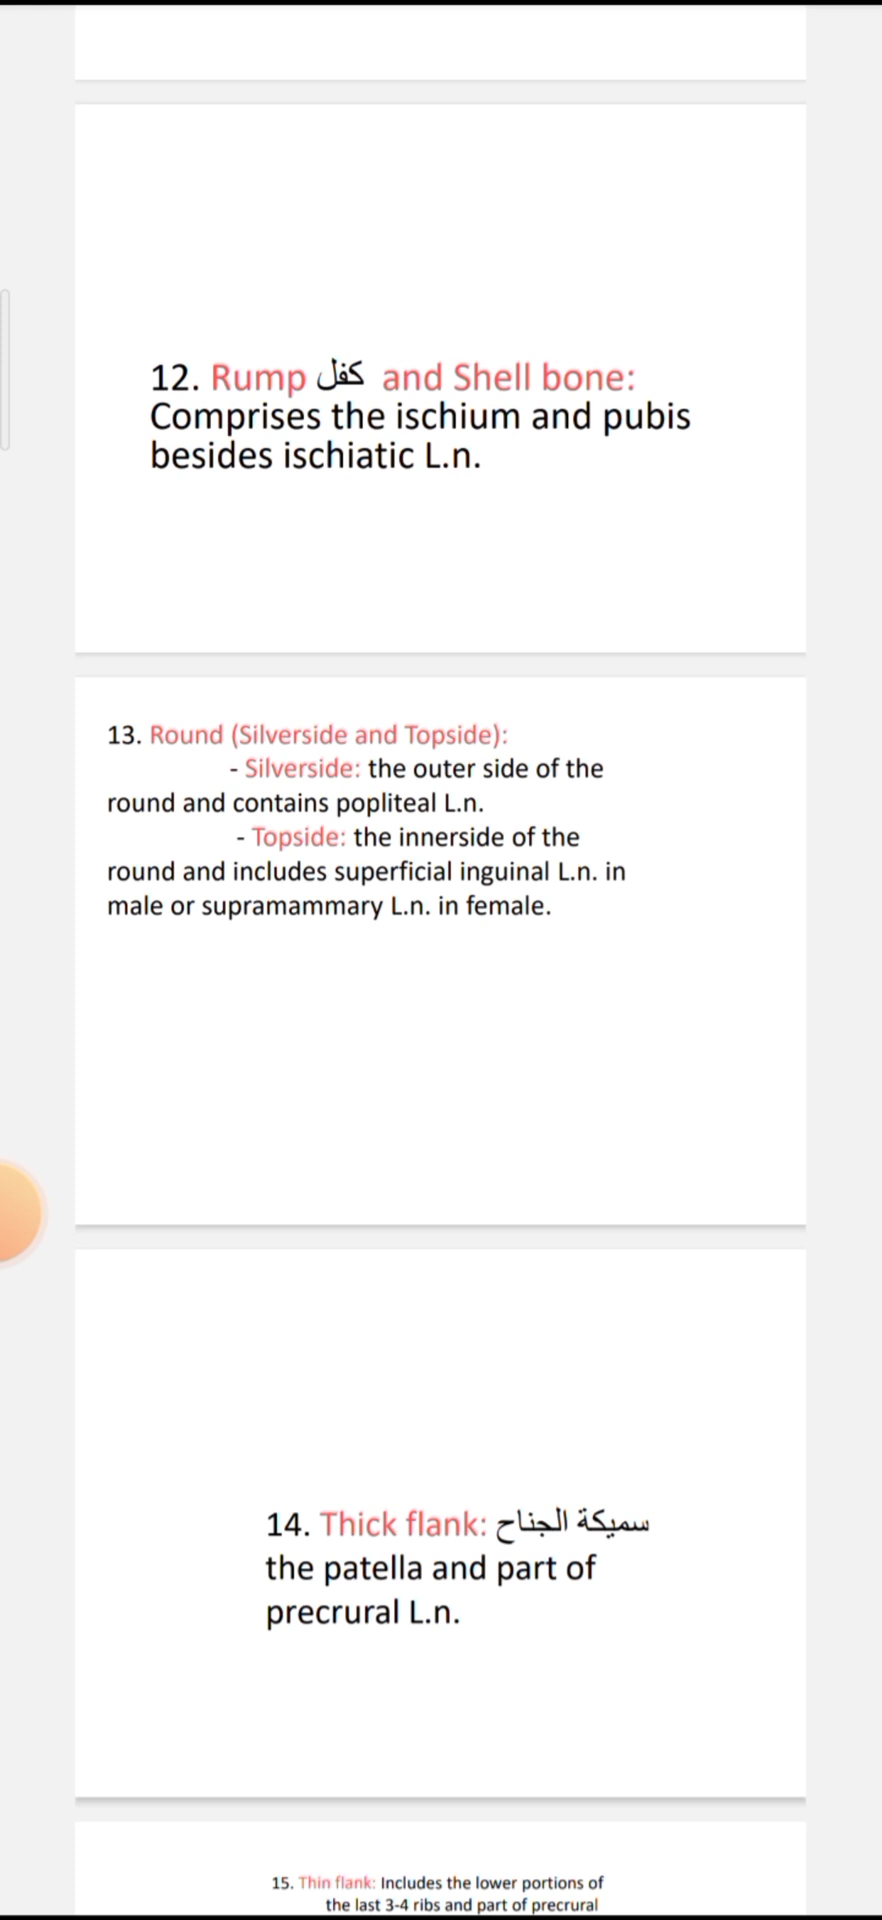 12. Rump كفل and Shell bone:
Comprises the ischium and pubis
besides ischiatic L.n.
13. Round (Silverside and Topside):
- Silverside: the outer side of the
round and contains popliteal L.n.
- Topside: the innerside of the
round and includes superficial inguinal L.n. in
male or supramammary L.n. in female.
14. Thick flank: سميكة الجناح
the patella and part of
precrural L.n.
15. Thin flank: Includes the lower portions of
the last 3-4 ribs and part of precrural